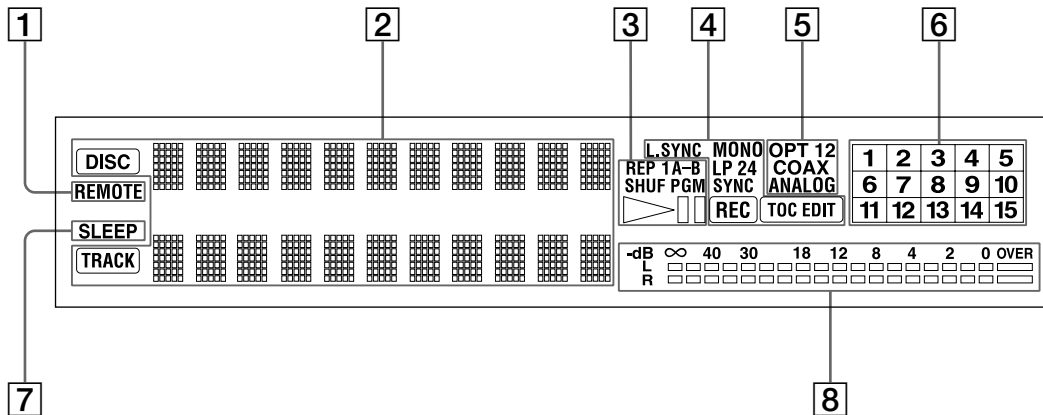 1 2 3 4 5 6
DISC
REMOTE
SLEEP
TRACK
L.SYNC MONO
REP 1 A–B LP 24
SHUF PGM SYNC
REC TOC EDIT
OPT 12
COAX
ANALOG
1 2 3 4 5
6 7 8 9 10
11 12 13 14 15
-dB ∞ 40 30 18 12 8 4 2 0 OVER
L
R
7 8